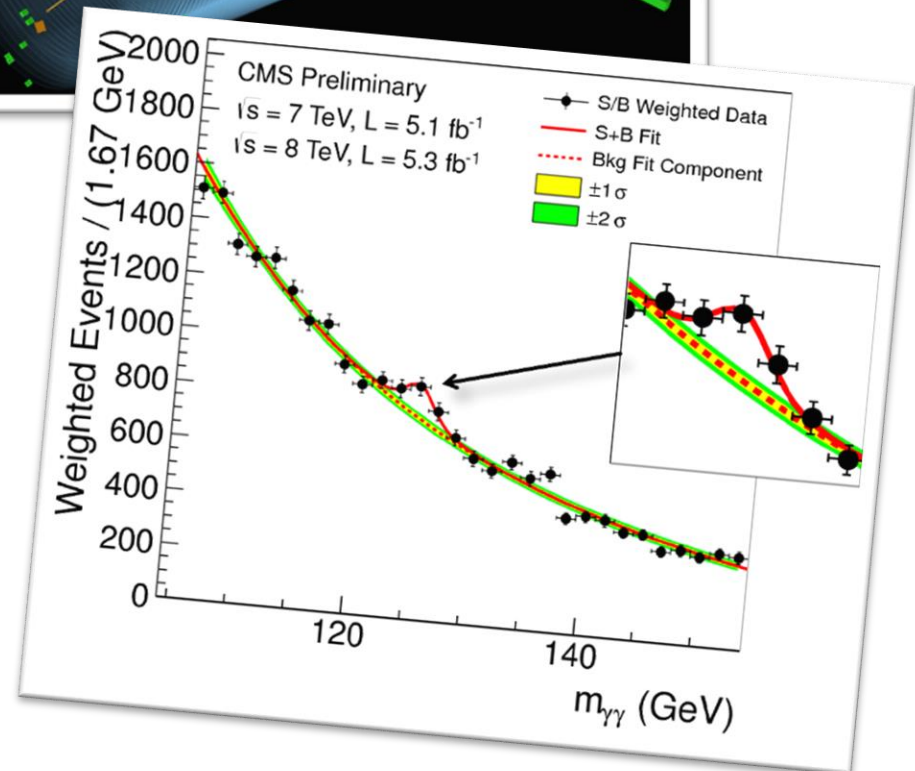 Weighted Events / (1.67 GeV)
2000
1800
1600
1400
1200
1000
800
600
400
200
0
CMS Preliminary
√s = 7 TeV, L = 5.1 fb⁻¹
√s = 8 TeV, L = 5.3 fb⁻¹
S/B Weighted Data
S+B Fit
Bkg Fit Component
±1 σ
±2 σ
120
140
mγγ (GeV)